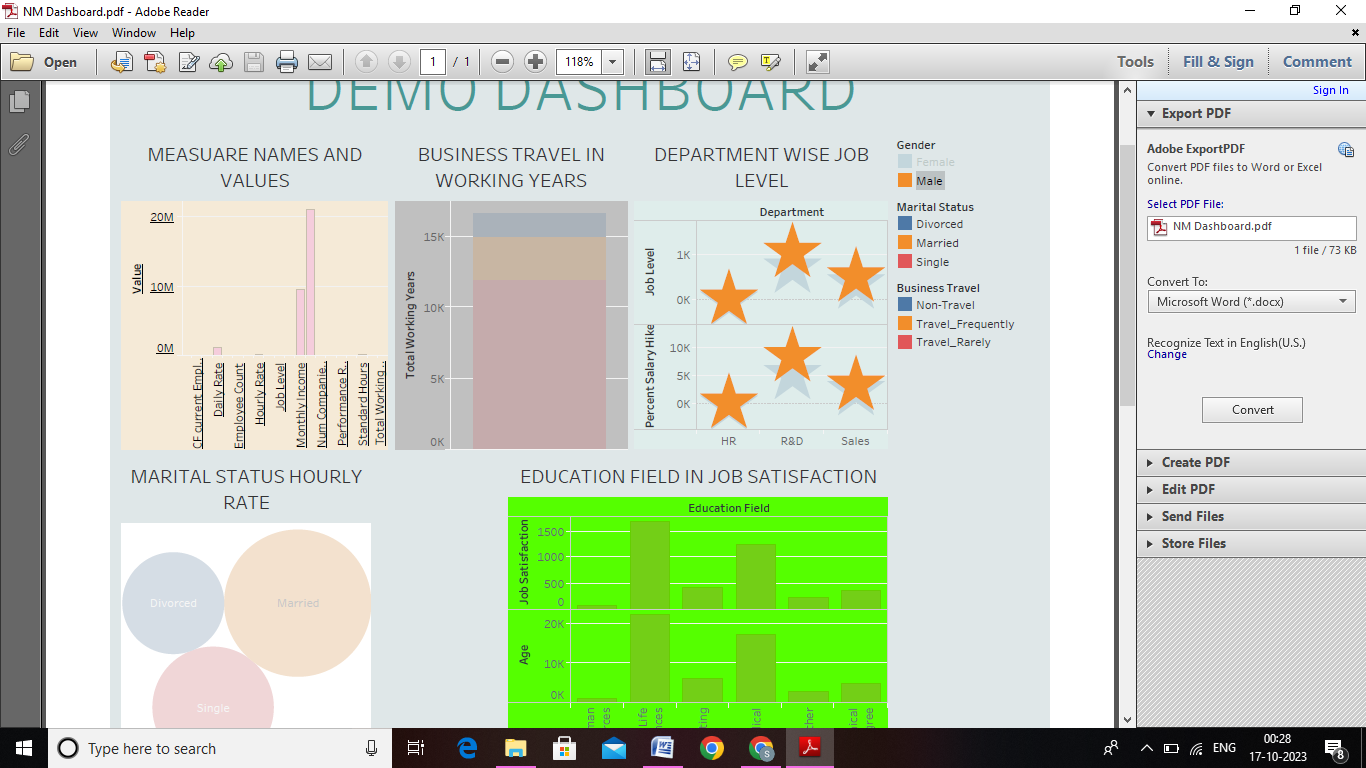 NM Dashboard.pdf - Adobe Reader
File Edit View Window Help
Open 1 / 1 118% Tools Fill & Sign Comment
Sign In
Export PDF
Adobe ExportPDF
Convert PDF files to Word or Excel
online.
Select PDF File:
NM Dashboard.pdf
1 file / 73 KB
Convert To:
Microsoft Word (*.docx)
Recognize Text in English(U.S.)
Change
Convert
Create PDF
Edit PDF
Send Files
Store Files
DEMO DASHBOARD
MEASUARE NAMES AND
VALUES
Value
20M
10M
0M
CF current Empl..
Daily Rate
Employee Count
Hourly Rate
Job Level
Monthly Income
Num Companie..
Performance R..
Standard Hours
Total Working ..
BUSINESS TRAVEL IN
WORKING YEARS
Total Working Years
15K
10K
5K
0K
DEPARTMENT WISE JOB
LEVEL
Department
Job Level
1K
0K
Percent Salary Hike
10K
5K
0K
HR R&D Sales
Gender
Female
Male
Marital Status
Divorced
Married
Single
Business Travel
Non-Travel
Travel_Frequently
Travel_Rarely
MARITAL STATUS HOURLY
RATE
Divorced
Married
Single
EDUCATION FIELD IN JOB SATISFACTION
Education Field
Job Satisfaction
1500
1000
500
0
Age
20K
10K
0K
Life
Type here to search
ENG
00:28
17-10-2023
8